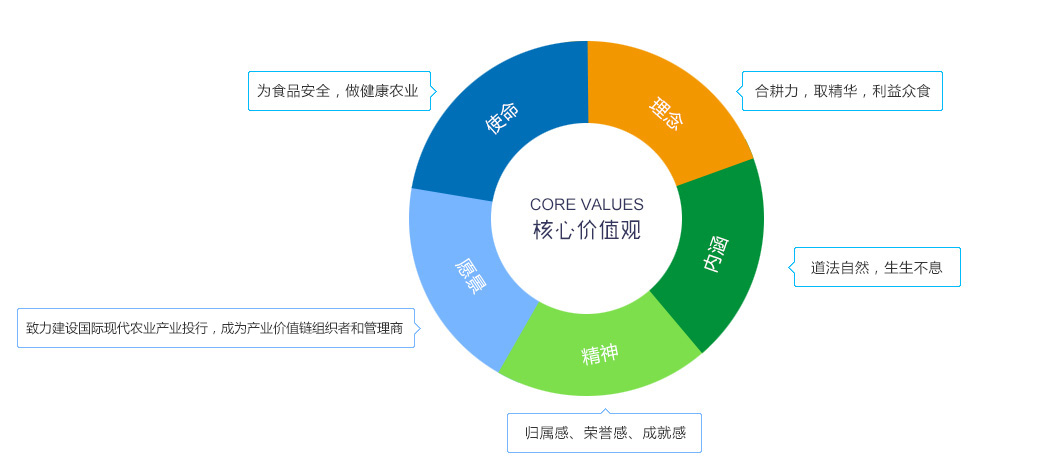 为食品安全，做健康农业
使命
理念
合耕力，取精华，利益众食
CORE VALUES
核心价值观
内涵
道法自然，生生不息
愿景
致力建设国际现代农业产业投行，成为产业价值链组织者和管理商
精神
归属感、荣誉感、成就感